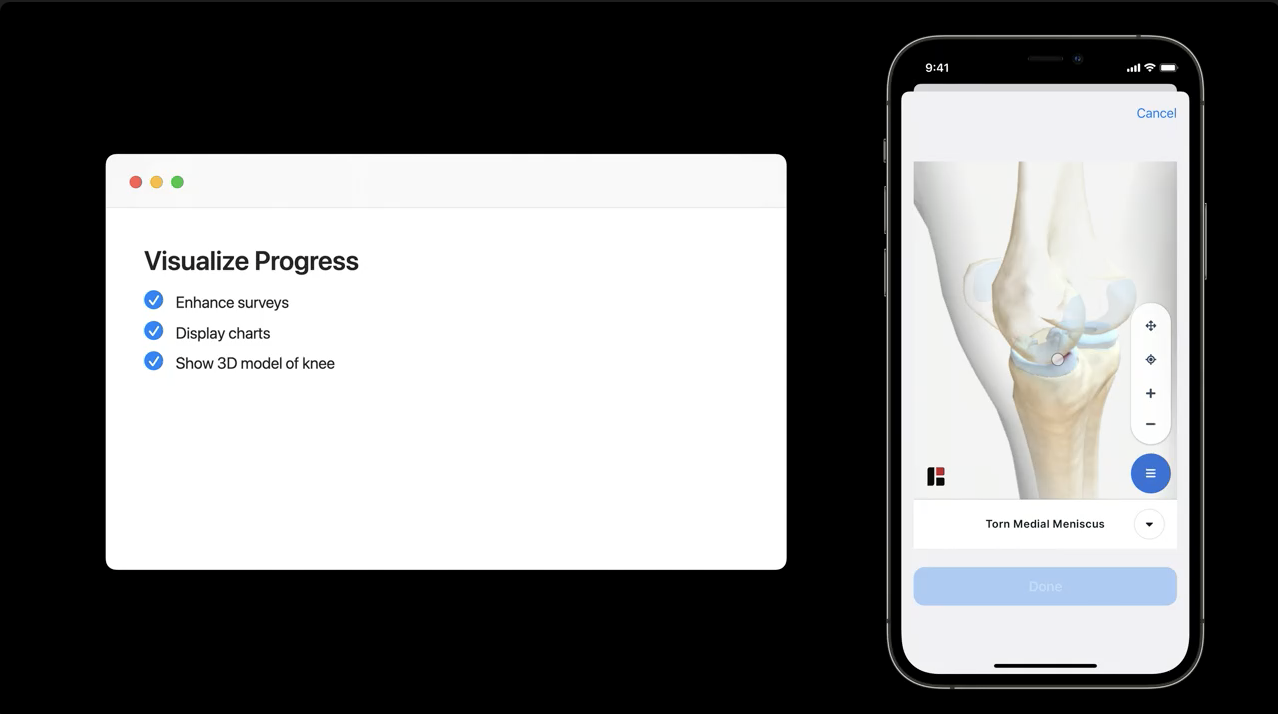 Visualize Progress
Enhance surveys
Display charts
Show 3D model of knee
9:41
Cancel
Torn Medial Meniscus
Done